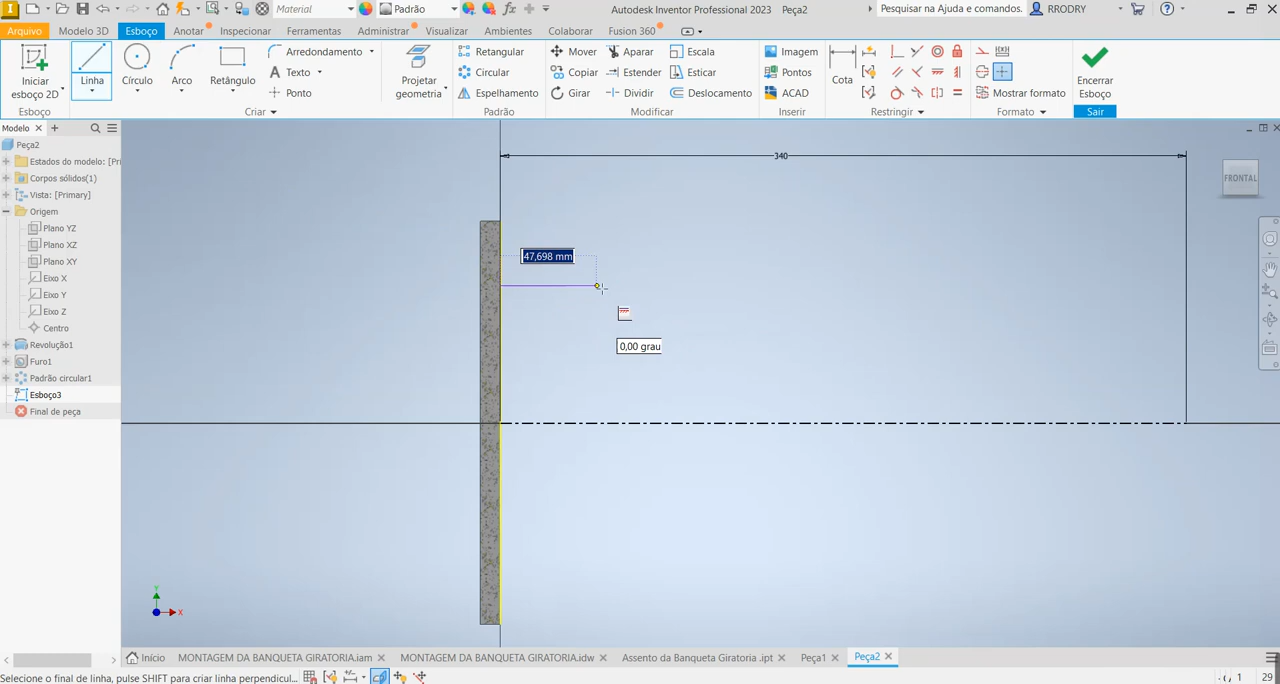 Material
Padrão
Autodesk Inventor Professional 2023 Peça2
Pesquisar na Ajuda e comandos.
RRODRY
Arquivo
Modelo 3D
Esboço
Anotar
Inspecionar
Ferramentas
Administrar
Visualizar
Ambientes
Colaborar
Fusion 360
Iniciar
esboço 2D
Linha
Círculo
Arco
Retângulo
Arredondamento
Texto
Ponto
Projetar
geometria
Retangular
Circular
Espelhamento
Mover
Copiar
Girar
Aparar
Estender
Dividir
Escala
Esticar
Deslocamento
Imagem
Pontos
ACAD
Cota
Mostrar formato
Encerrar
Esboço
Esboço
Criar
Padrão
Modificar
Inserir
Restringir
Formato
Sair
Modelo
Peça2
Estados do modelo: [Pri
Corpos sólidos(1)
Vista: [Primary]
Origem
Plano YZ
Plano XZ
Plano XY
Eixo X
Eixo Y
Eixo Z
Centro
Revolução1
Furo1
Padrão circular1
Esboço3
Final de peça
340
FRONTAL
47,698 mm
0,00 grau
Y
X
Início
MONTAGEM DA BANQUETA GIRATORIA.iam
MONTAGEM DA BANQUETA GIRATORIA.idw
Assento da Banqueta Giratoria .ipt
Peça1
Peça2
Selecione o final de linha, pulse SHIFT para criar linha perpendicul...
1
29